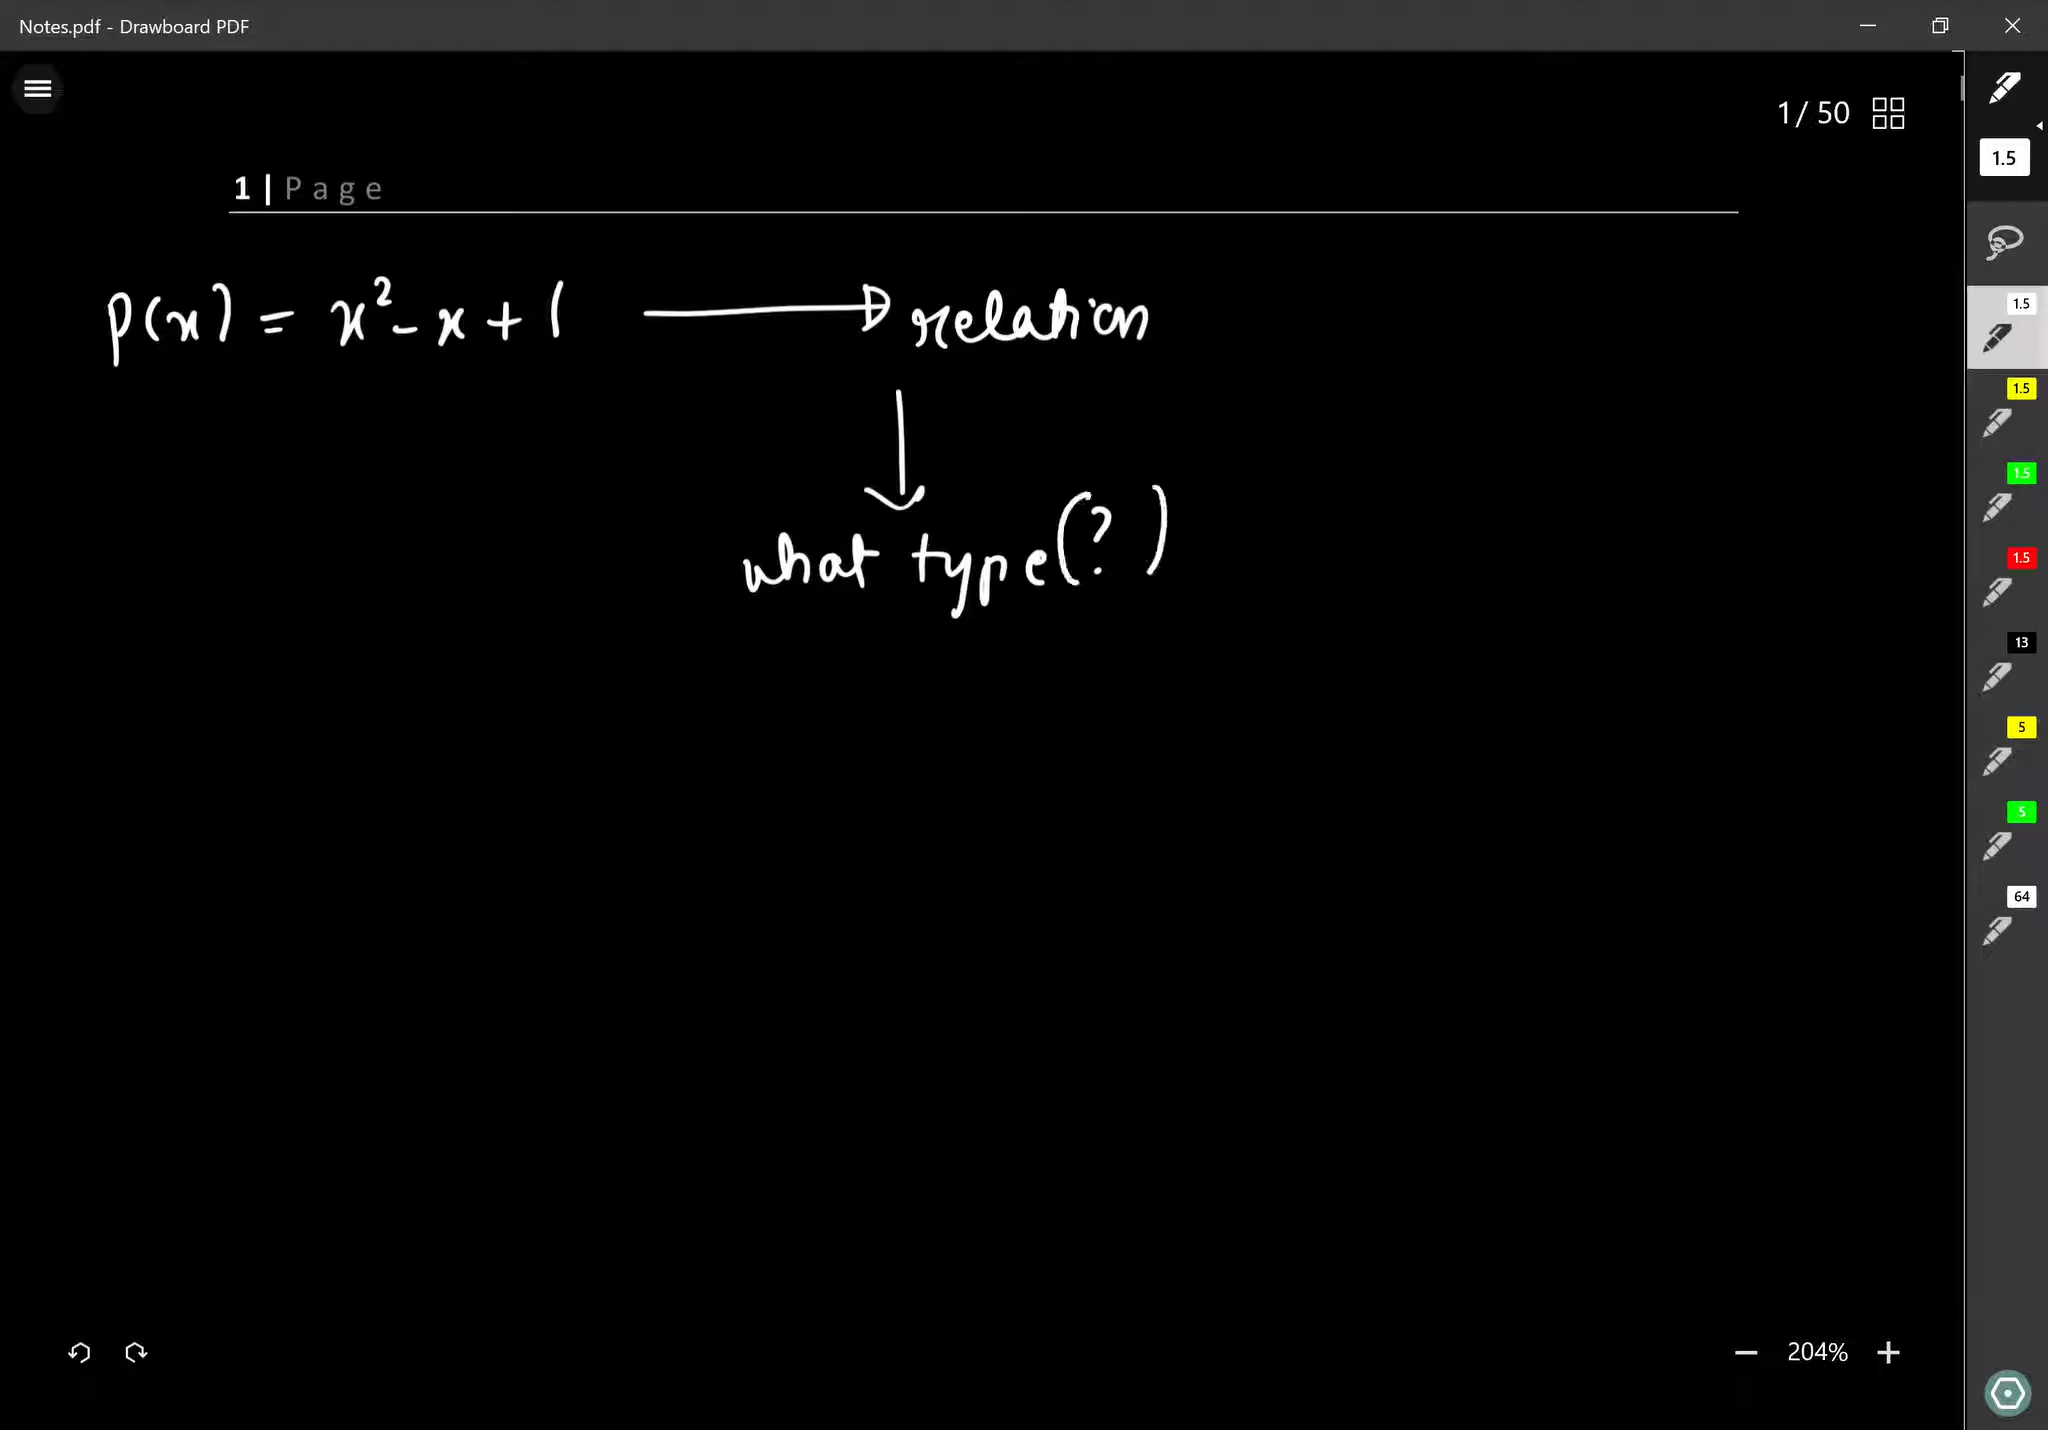 Notes.pdf - Drawboard PDF
1 / 50
1.5
1 | Page
p(x) = x² - x + 1 → relation
1.5
↓
1.5
1.5
what type (?)
1.5
13
5
5
64
204%